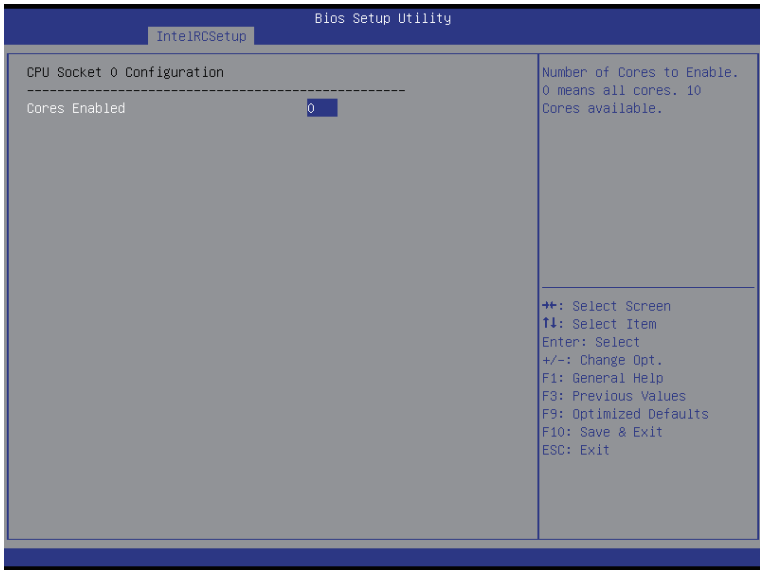 Bios Setup Utility
IntelRCSetup
CPU Socket 0 Configuration
--------------------------------------------------
Cores Enabled 0
Number of Cores to Enable.
0 means all cores. 10
Cores available.
→←: Select Screen
↑↓: Select Item
Enter: Select
+/-: Change Opt.
F1: General Help
F3: Previous Values
F9: Optimized Defaults
F10: Save & Exit
ESC: Exit